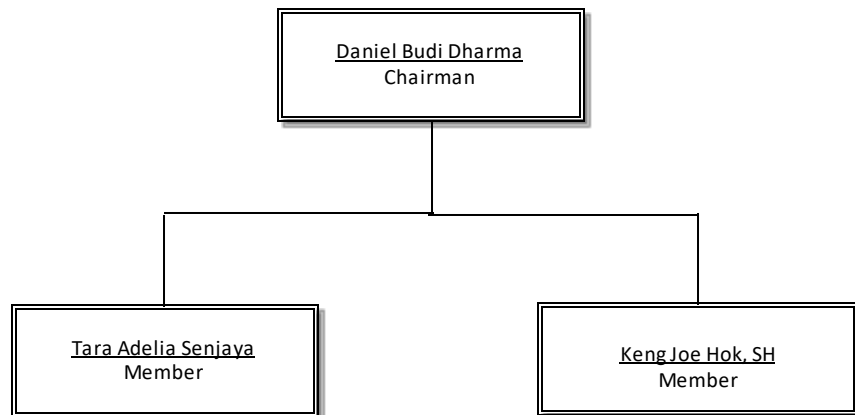 Daniel Budi Dharma
Chairman
Tara Adelia Senjaya
Member
Keng Joe Hok, SH
Member